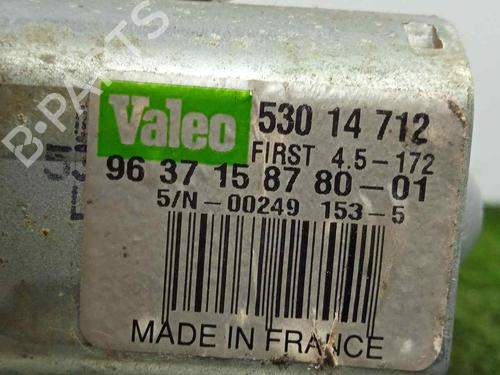 B-PARTS
Valeo
530 14 712
FIRST 4.5-172
96 37 15 87 80-01
S/N-00249 153-5
MADE IN FRANCE